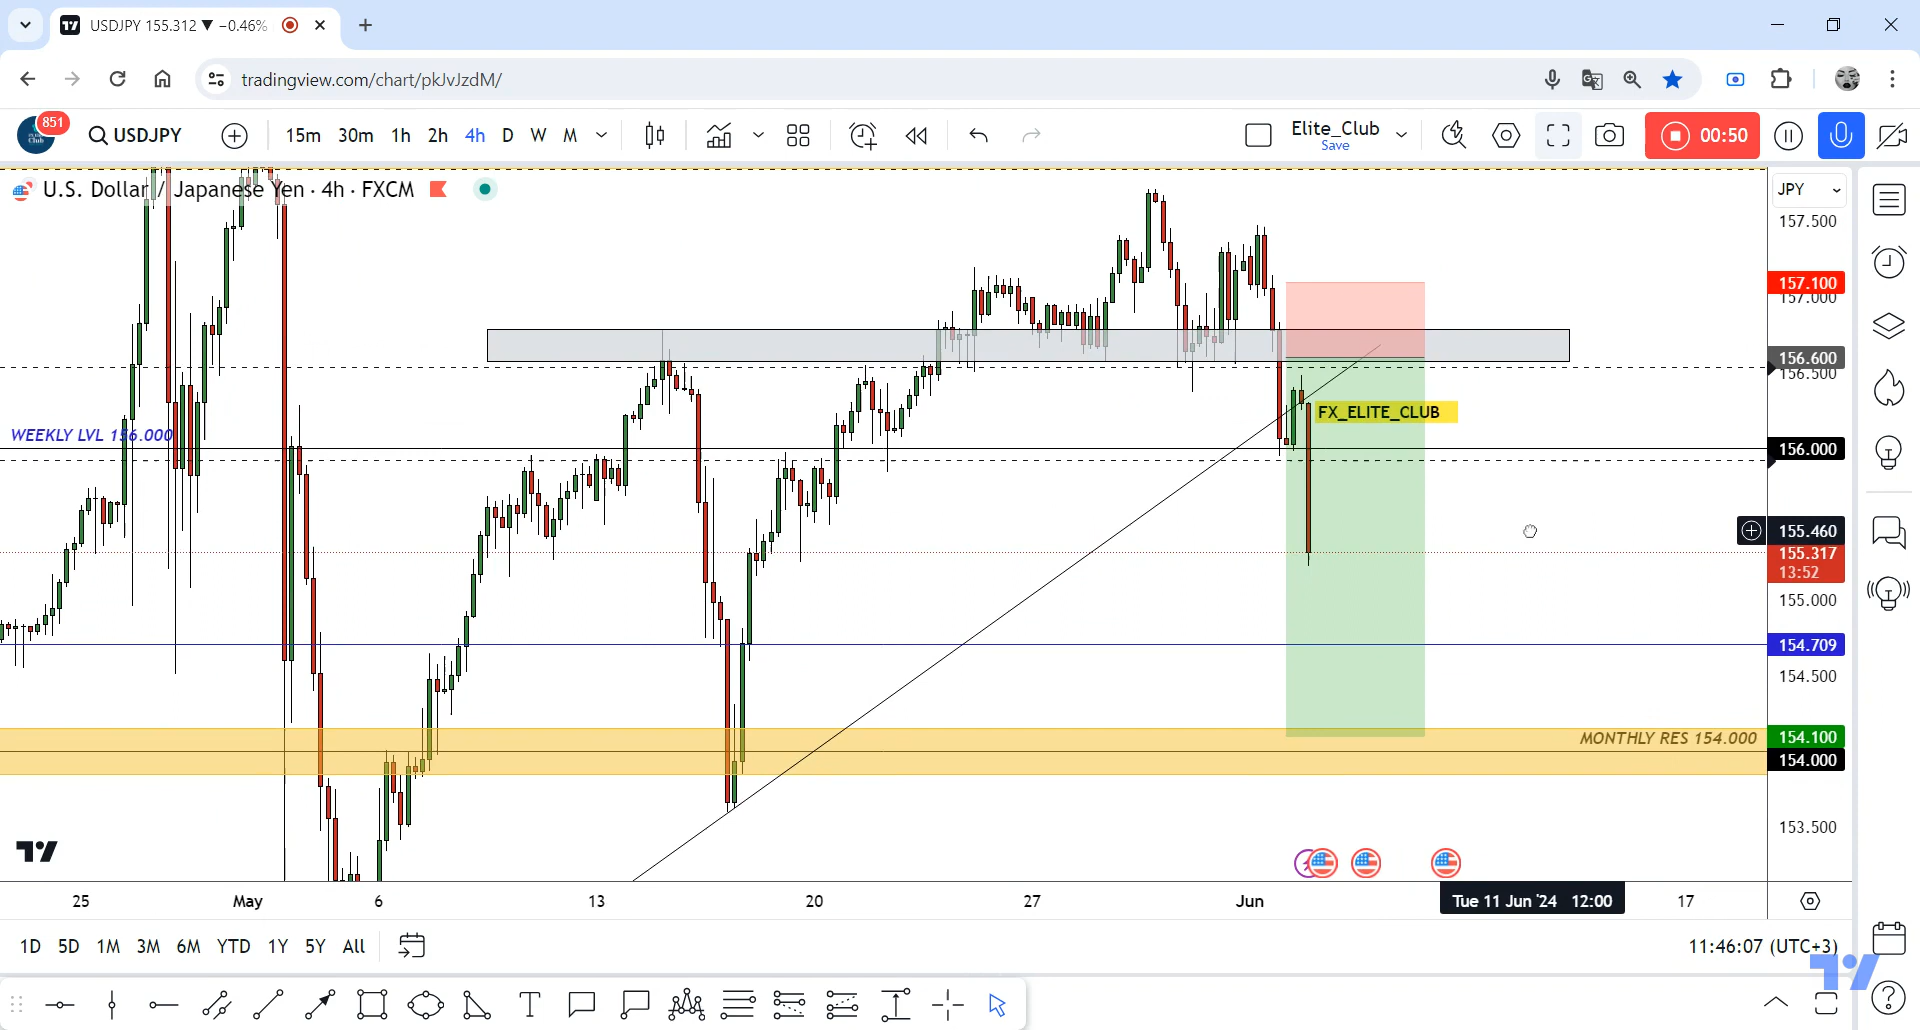 USDJPY 155.312 ▼ −0.46%
tradingview.com/chart/pkJvJzdM/
851
USDJPY
15m 30m 1h 2h 4h D W M
Elite_Club
Save
00:50
U.S. Dollar / Japanese Yen · 4h · FXCM
JPY
157.500
157.100
157.000
156.600
156.500
FX_ELITE_CLUB
WEEKLY LVL 156.000
156.000
155.460
155.317
13:52
155.000
154.709
154.500
MONTHLY RES 154.000
154.100
154.000
153.500
25 May 6 13 20 27 Jun Tue 11 Jun '24 12:00 17
1D 5D 1M 3M 6M YTD 1Y 5Y All
11:46:07 (UTC+3)